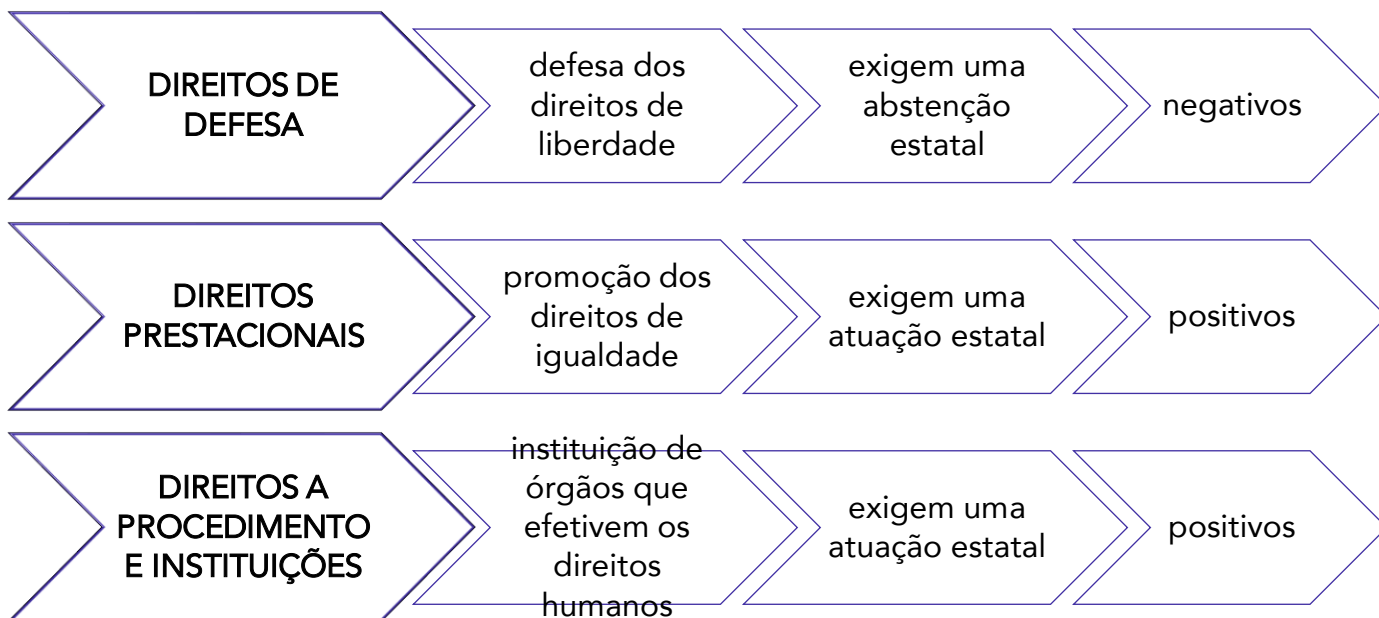 DIREITOS DE
DEFESA
defesa dos
direitos de
liberdade
exigem uma
abstenção
estatal
negativos
DIREITOS
PRESTACIONAIS
promoção dos
direitos de
igualdade
exigem uma
atuação estatal
positivos
DIREITOS A
PROCEDIMENTO
E INSTITUIÇÕES
instituição de
órgãos que
efetivem os
direitos
humanos
exigem uma
atuação estatal
positivos